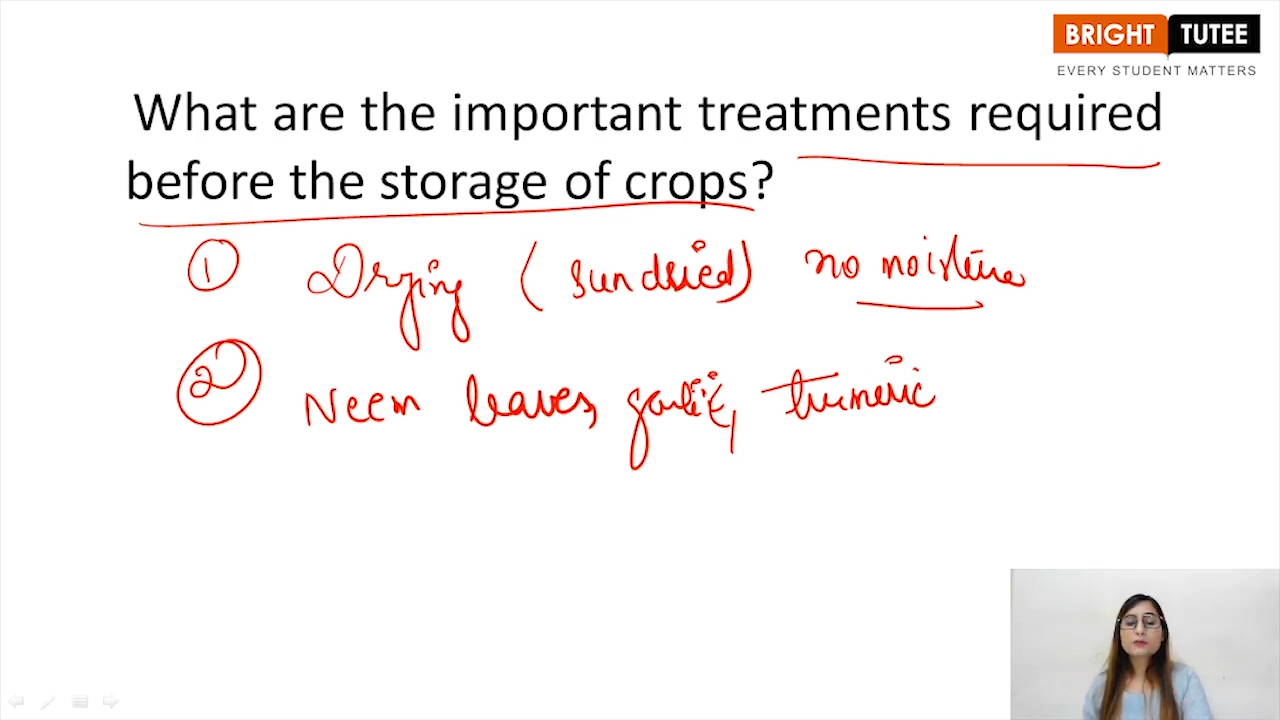 BRIGHT TUTEE
EVERY STUDENT MATTERS
What are the important treatments required
before the storage of crops?
1 Drying (sundried) no moisture
2 Neem leaves, garlic, turmeric